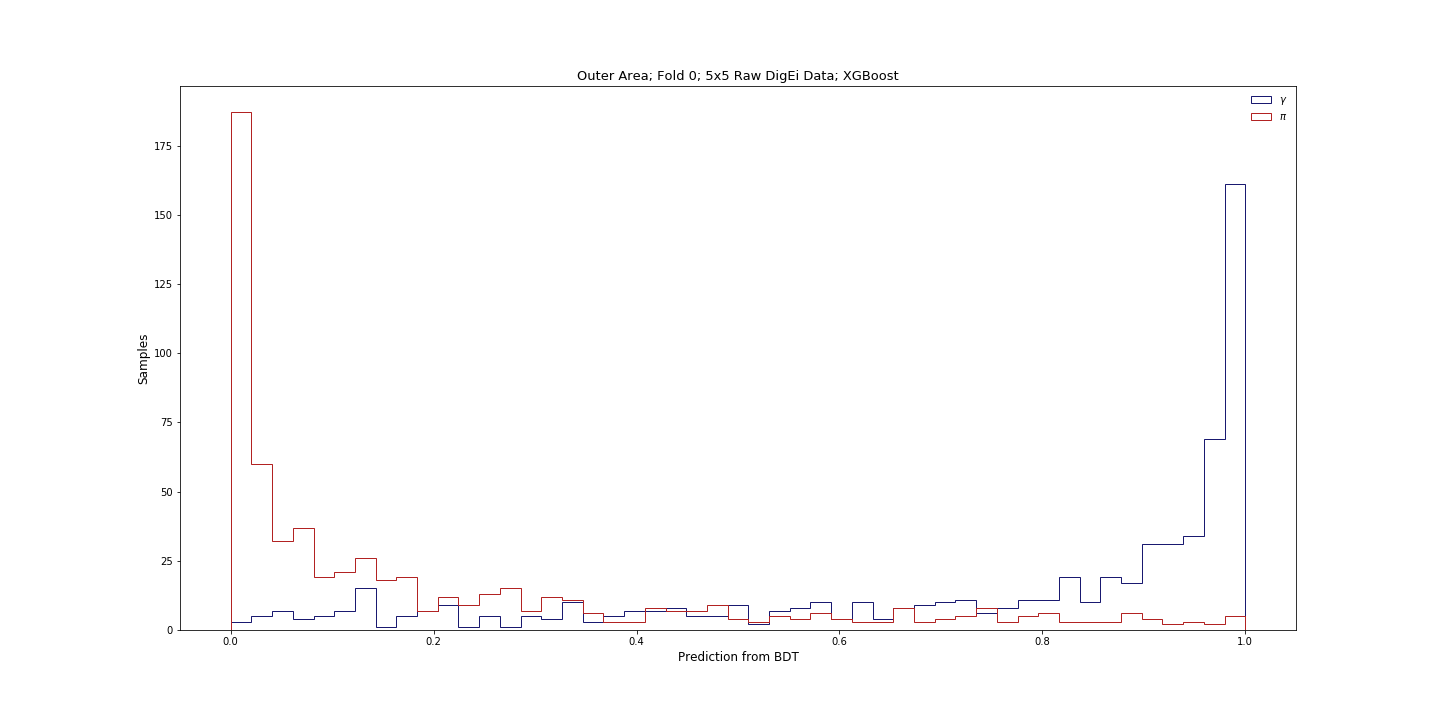 Outer Area; Fold 0; 5x5 Raw DigEi Data; XGBoost
γ
π
175
150
125
100
75
50
25
0
Samples
0.0 0.2 0.4 0.6 0.8 1.0
Prediction from BDT